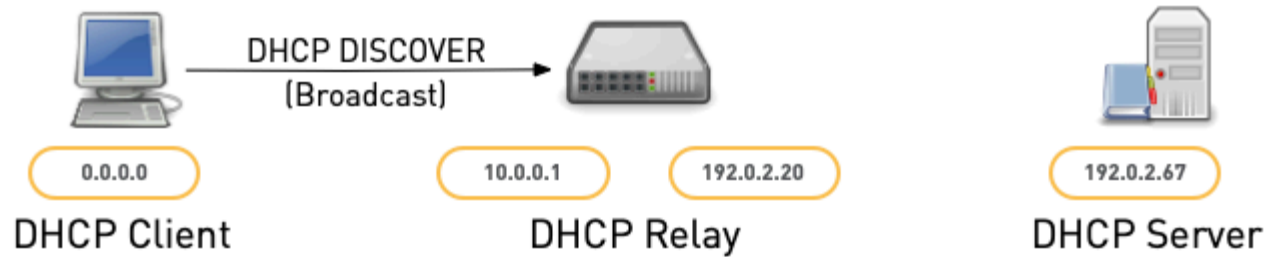 DHCP DISCOVER
(Broadcast)
0.0.0.0
10.0.0.1
192.0.2.20
192.0.2.67
DHCP Client
DHCP Relay
DHCP Server